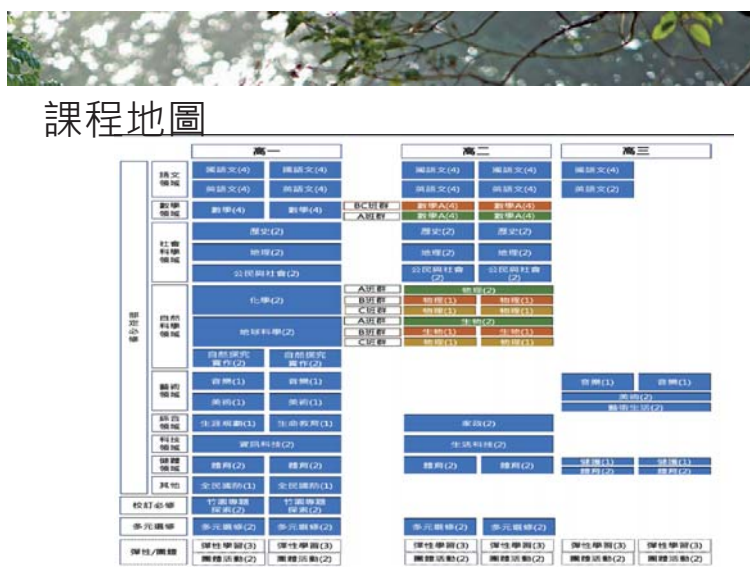 課程地圖
高一 高二 高三
語文領域 國語文(4) 國語文(4) 國語文(4) 國語文(4) 國語文(4)
英語文(4) 英語文(4) 英語文(4) 英語文(4) 英語文(2)
數學領域 數學(4) 數學(4) BC班群 數學A(4) 數學A(4)
A班群 數學A(4) 數學A(4)
社會科學領域 歷史(2) 歷史(2) 歷史(2)
地理(2) 地理(2) 地理(2)
公民與社會(2) 公民與社會(2) 公民與社會(2)
自然科學領域 化學(2) A班群 物理(2)
B班群 物理(1) 物理(1)
C班群 物理(1) 物理(1)
地球科學(2) A班群 生物(2)
B班群 生物(1) 生物(1)
C班群 物理(1) 物理(1)
自然探究實作(2) 自然探究實作(2)
藝術領域 音樂(1) 音樂(1) 音樂(1) 音樂(1)
美術(1) 美術(1) 美術(2)
藝術生活(2)
綜合領域 生涯規劃(1) 生命教育(1) 家政(2)
科技領域 資訊科技(2) 生活科技(2)
健體領域 體育(2) 體育(2) 體育(2) 體育(2) 健護(1) 健護(1)
體育(2) 體育(2)
其他 全民國防(1) 全民國防(1)
校訂必修 竹園專題探索(2) 竹園專題探索(2)
多元選修 多元選修(2) 多元選修(2) 多元選修(2) 多元選修(2)
彈性/團體 彈性學習(3) 彈性學習(3) 彈性學習(3) 彈性學習(3) 彈性學習(3) 彈性學習(3)
團體活動(2) 團體活動(2) 團體活動(2) 團體活動(2) 團體活動(2) 團體活動(2)